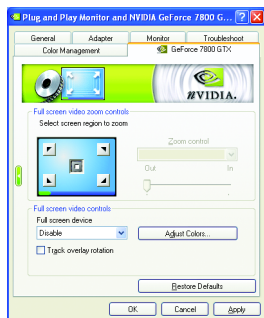 Plug and Play Monitor and NVIDIA GeForce 7800 G...
General Adapter Monitor Troubleshoot
Color Management GeForce 7800 GTX
NVIDIA.
Full screen video zoom controls
Select screen region to zoom
Zoom control
Out In
Full screen video controls
Full screen device
Disable
Adjust Colors...
Track overlay rotation
Restore Defaults
OK Cancel Apply